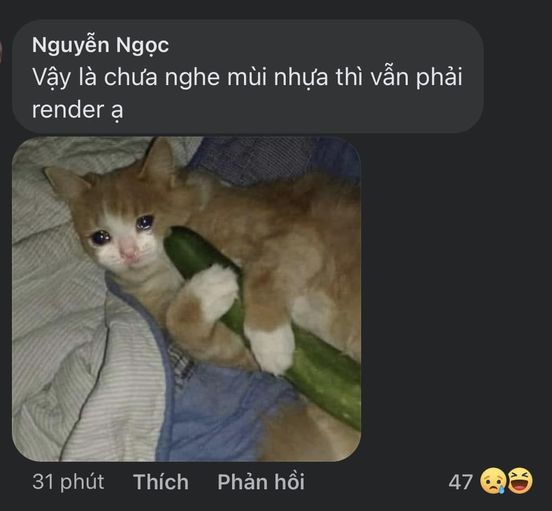 Nguyễn Ngọc
Vậy là chưa nghe mùi nhựa thì vẫn phải
render ạ
31 phút Thích Phản hồi 47